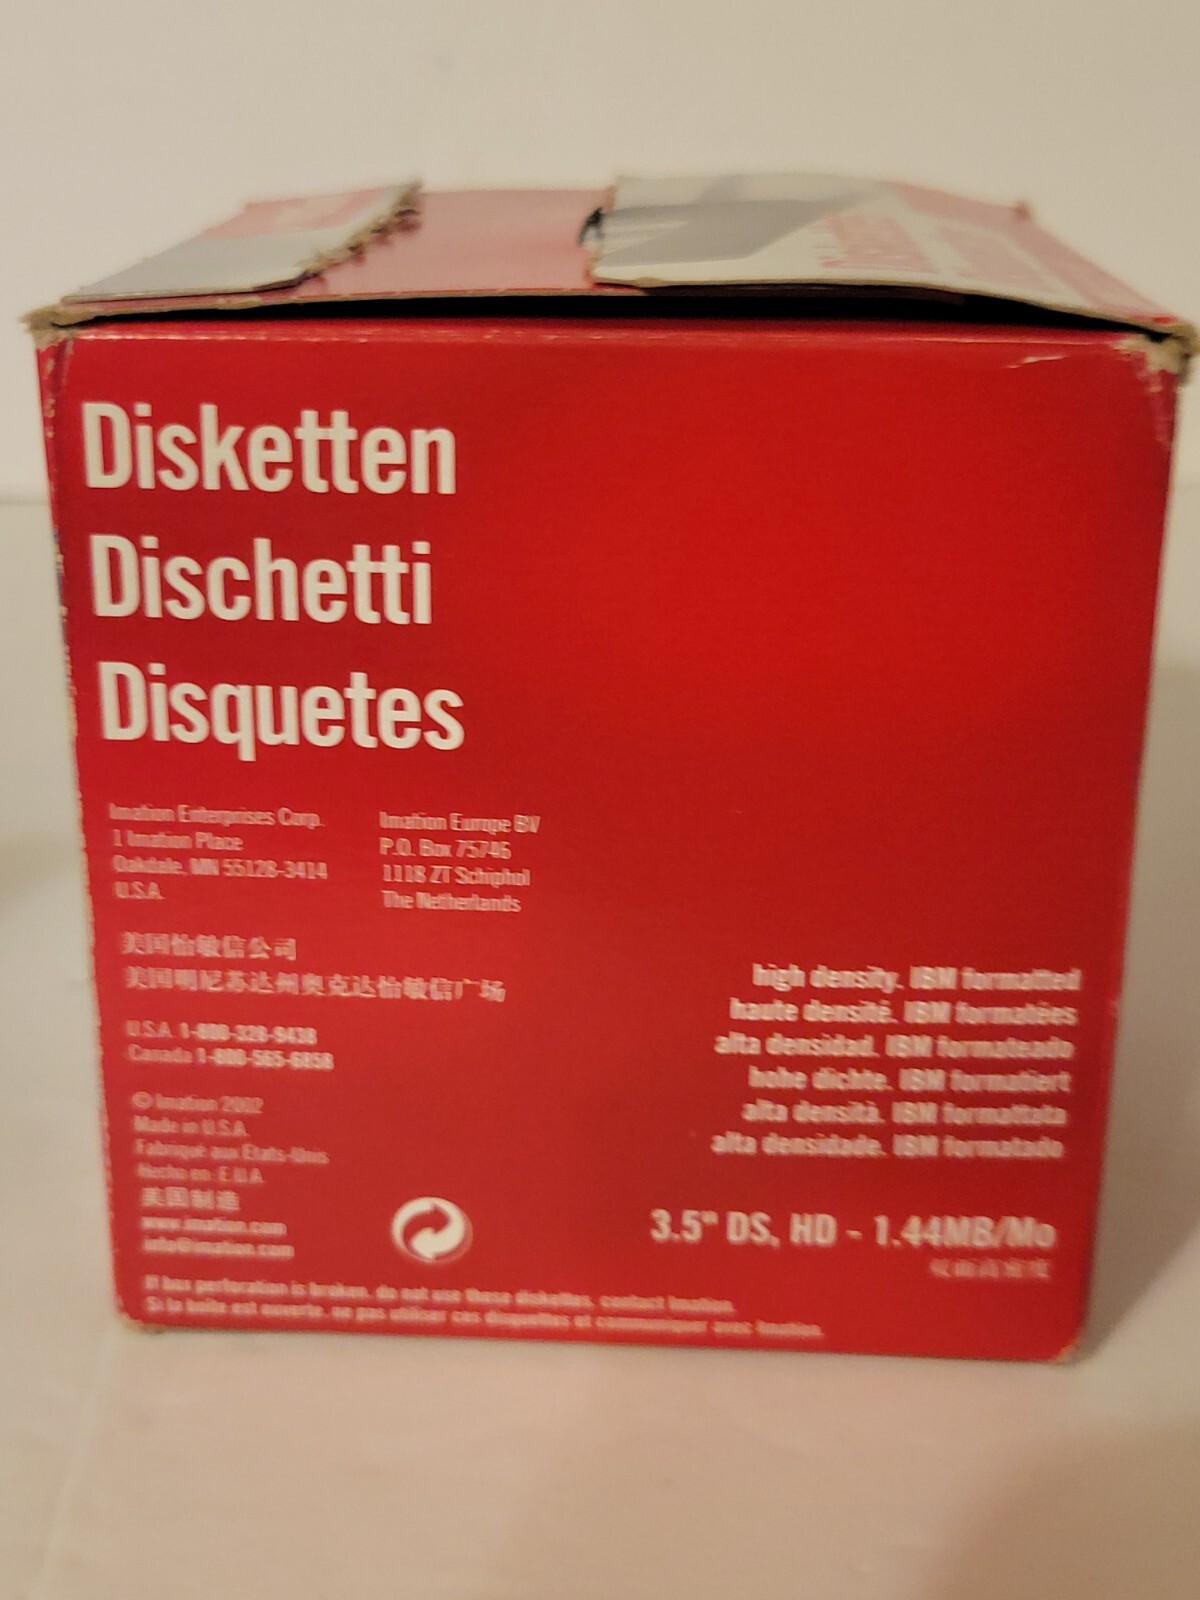 Disketten
Dischetti
Disquetes
Imation Enterprises Corp.
1 Imation Place
Oakdale, MN 55128-3414
U.S.A.
Imation Europe BV
P.O. Box 75746
1118 ZT Schiphol
The Netherlands
美国怡敏信公司
美国明尼苏达州奥克达怡敏信广场
U.S.A. 1-800-328-9438
Canada 1-800-565-6858
© Imation 2002
Made in U.S.A.
Fabriqué aux États-Unis
Hecho en E.U.A.
美国制造
www.imation.com
info@imation.com
high density. IBM formatted
haute densité. IBM formatées
alta densidad. IBM formateado
hohe dichte. IBM formatiert
alta densità. IBM formattata
alta densidade. IBM formatado
3.5" DS, HD - 1.44MB/Mo
双面高密度
If box perforation is broken, do not use these diskettes, contact Imation.
Si la boîte est ouverte, ne pas utiliser ces disquettes et communiquer avec Imation.